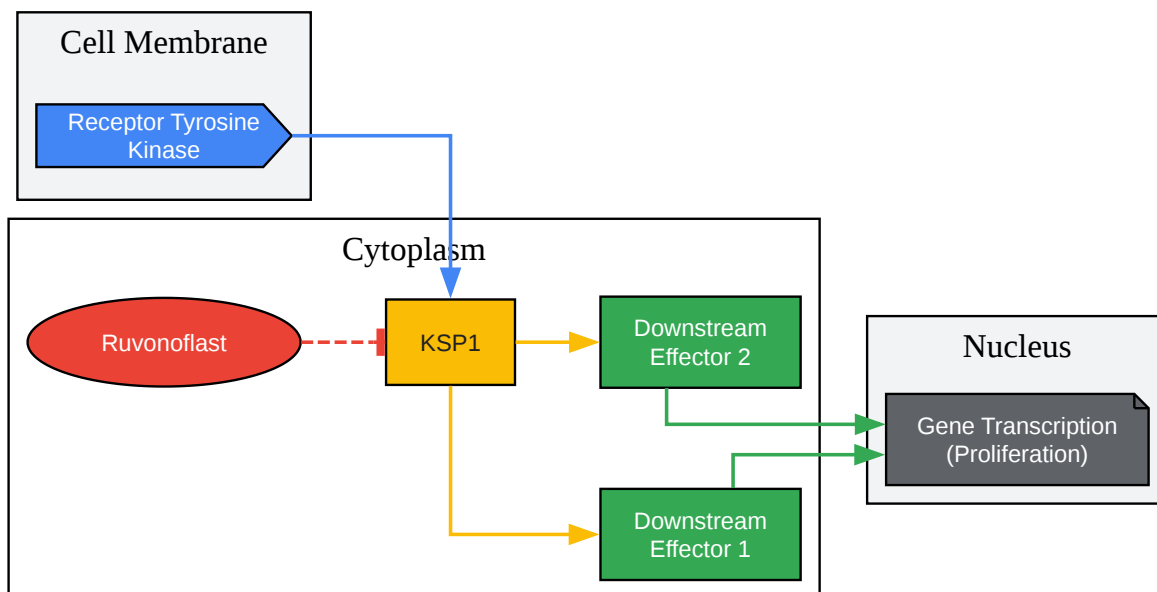 Cell Membrane
Receptor Tyrosine
Kinase
Cytoplasm
Ruvonoflast
KSP1
Downstream
Effector 2
Nucleus
Gene Transcription
(Proliferation)
Downstream
Effector 1